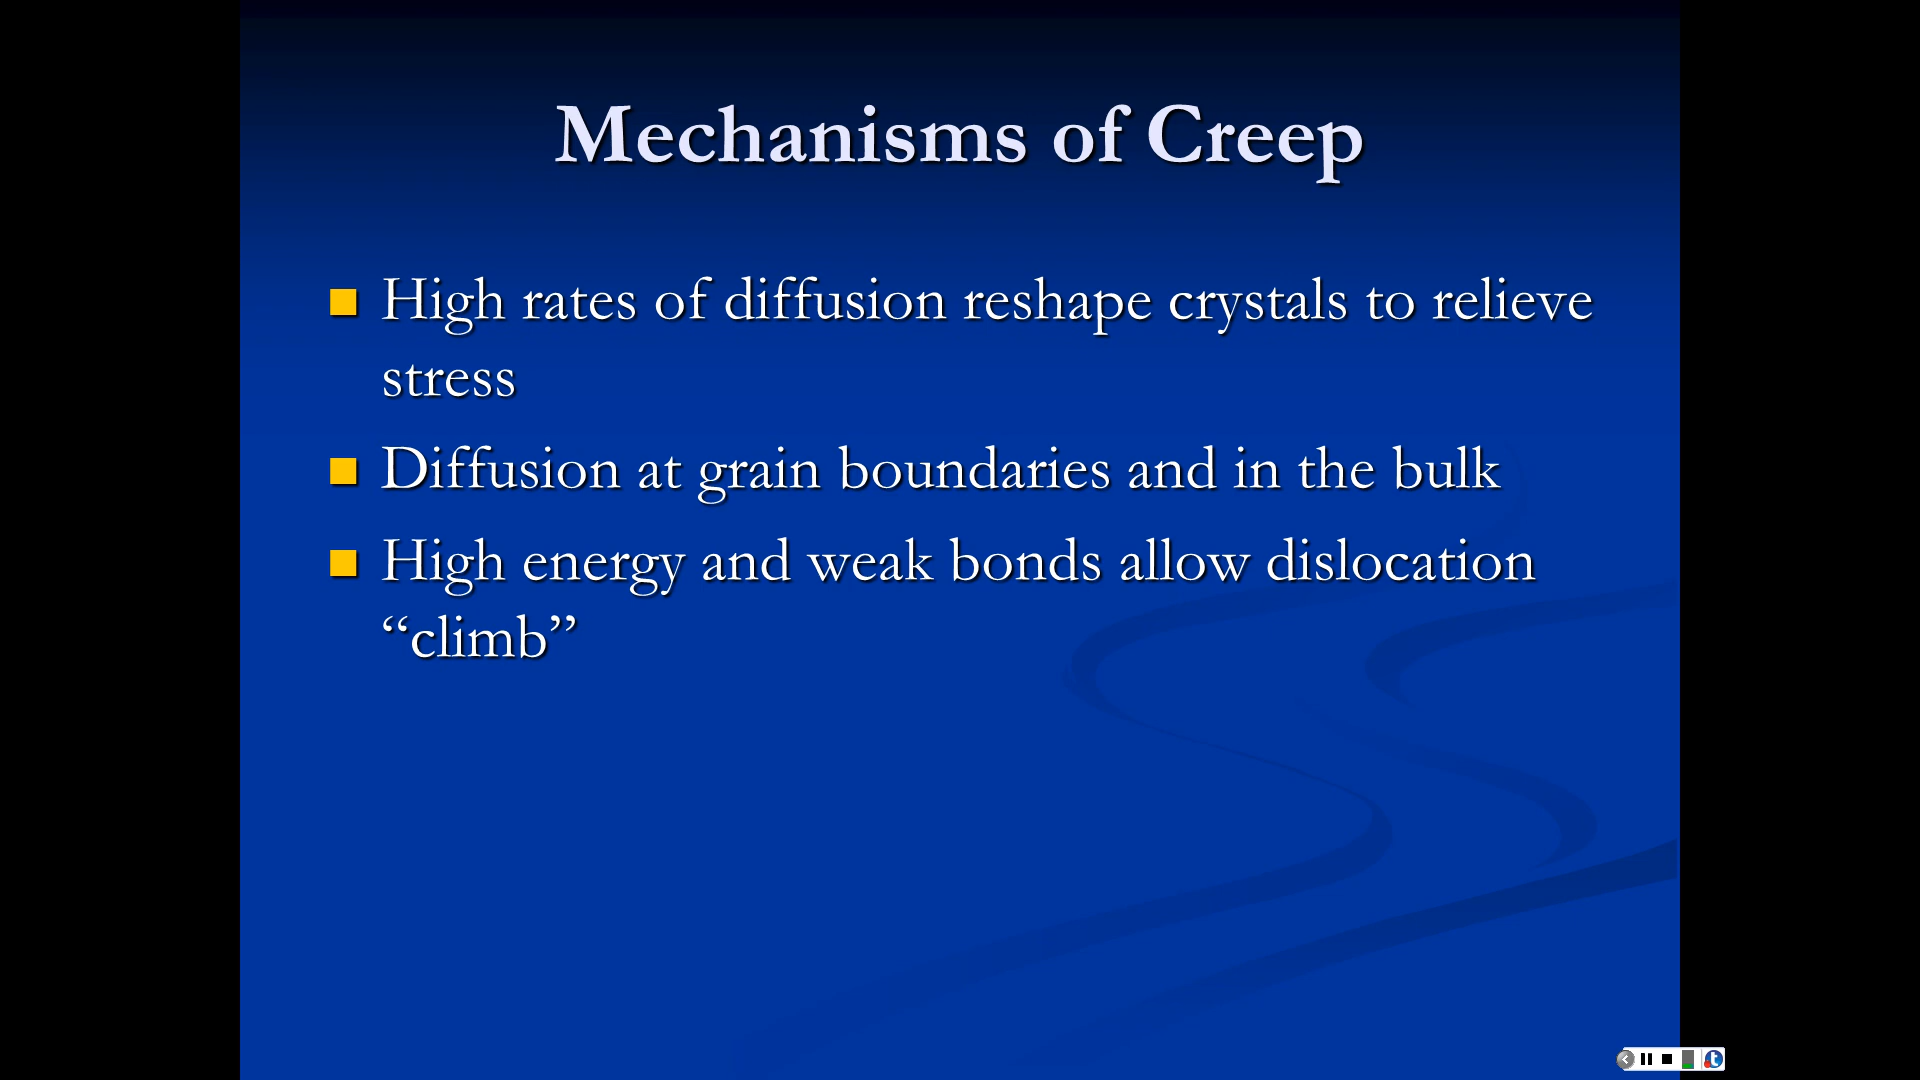 Mechanisms of Creep
High rates of diffusion reshape crystals to relieve
stress
Diffusion at grain boundaries and in the bulk
High energy and weak bonds allow dislocation
“climb”